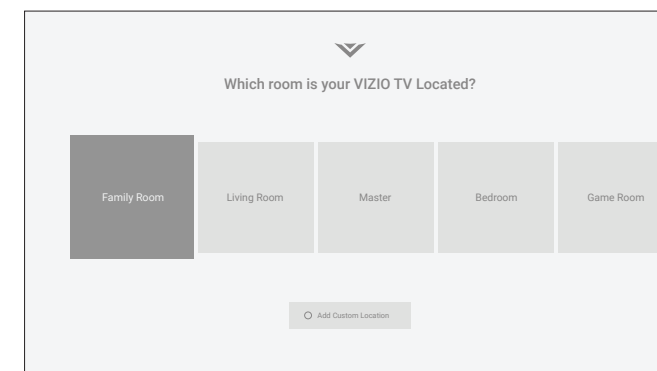 Which room is your VIZIO TV Located?
Family Room
Living Room
Master
Bedroom
Game Room
Add Custom Location